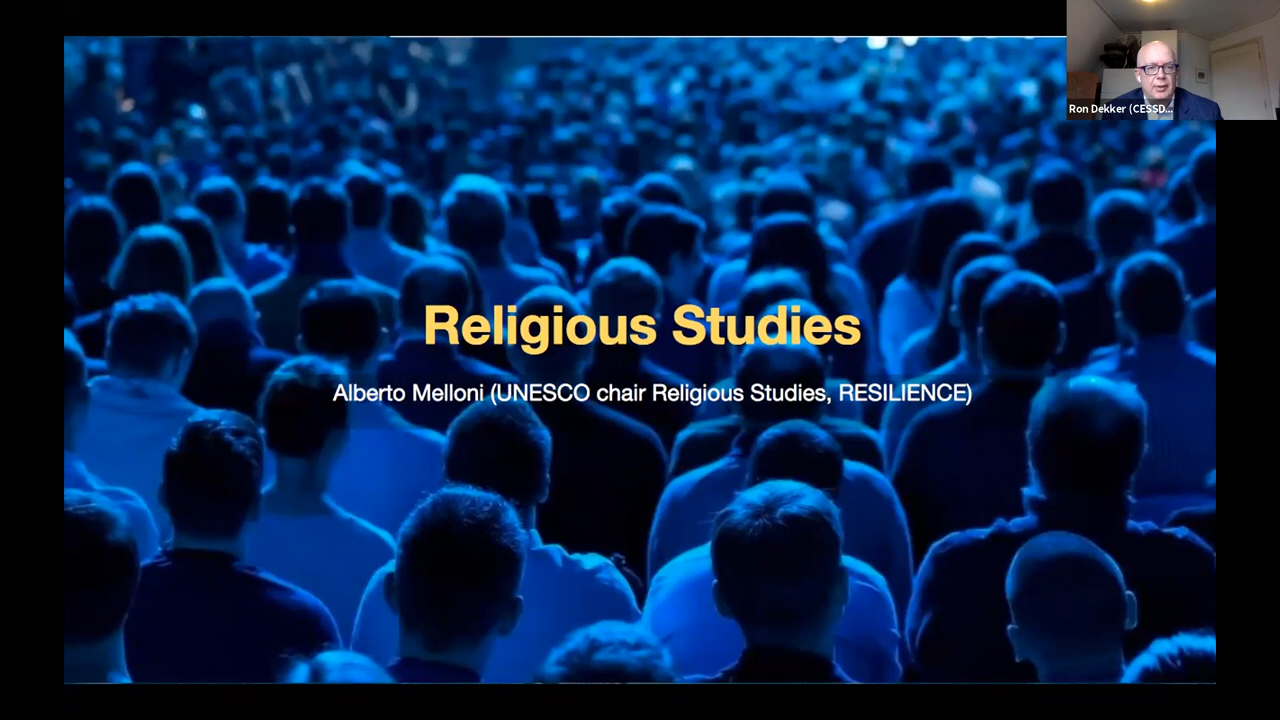 Ron Dekker (CESSD...
Religious Studies
Alberto Melloni (UNESCO chair Religious Studies, RESILIENCE)